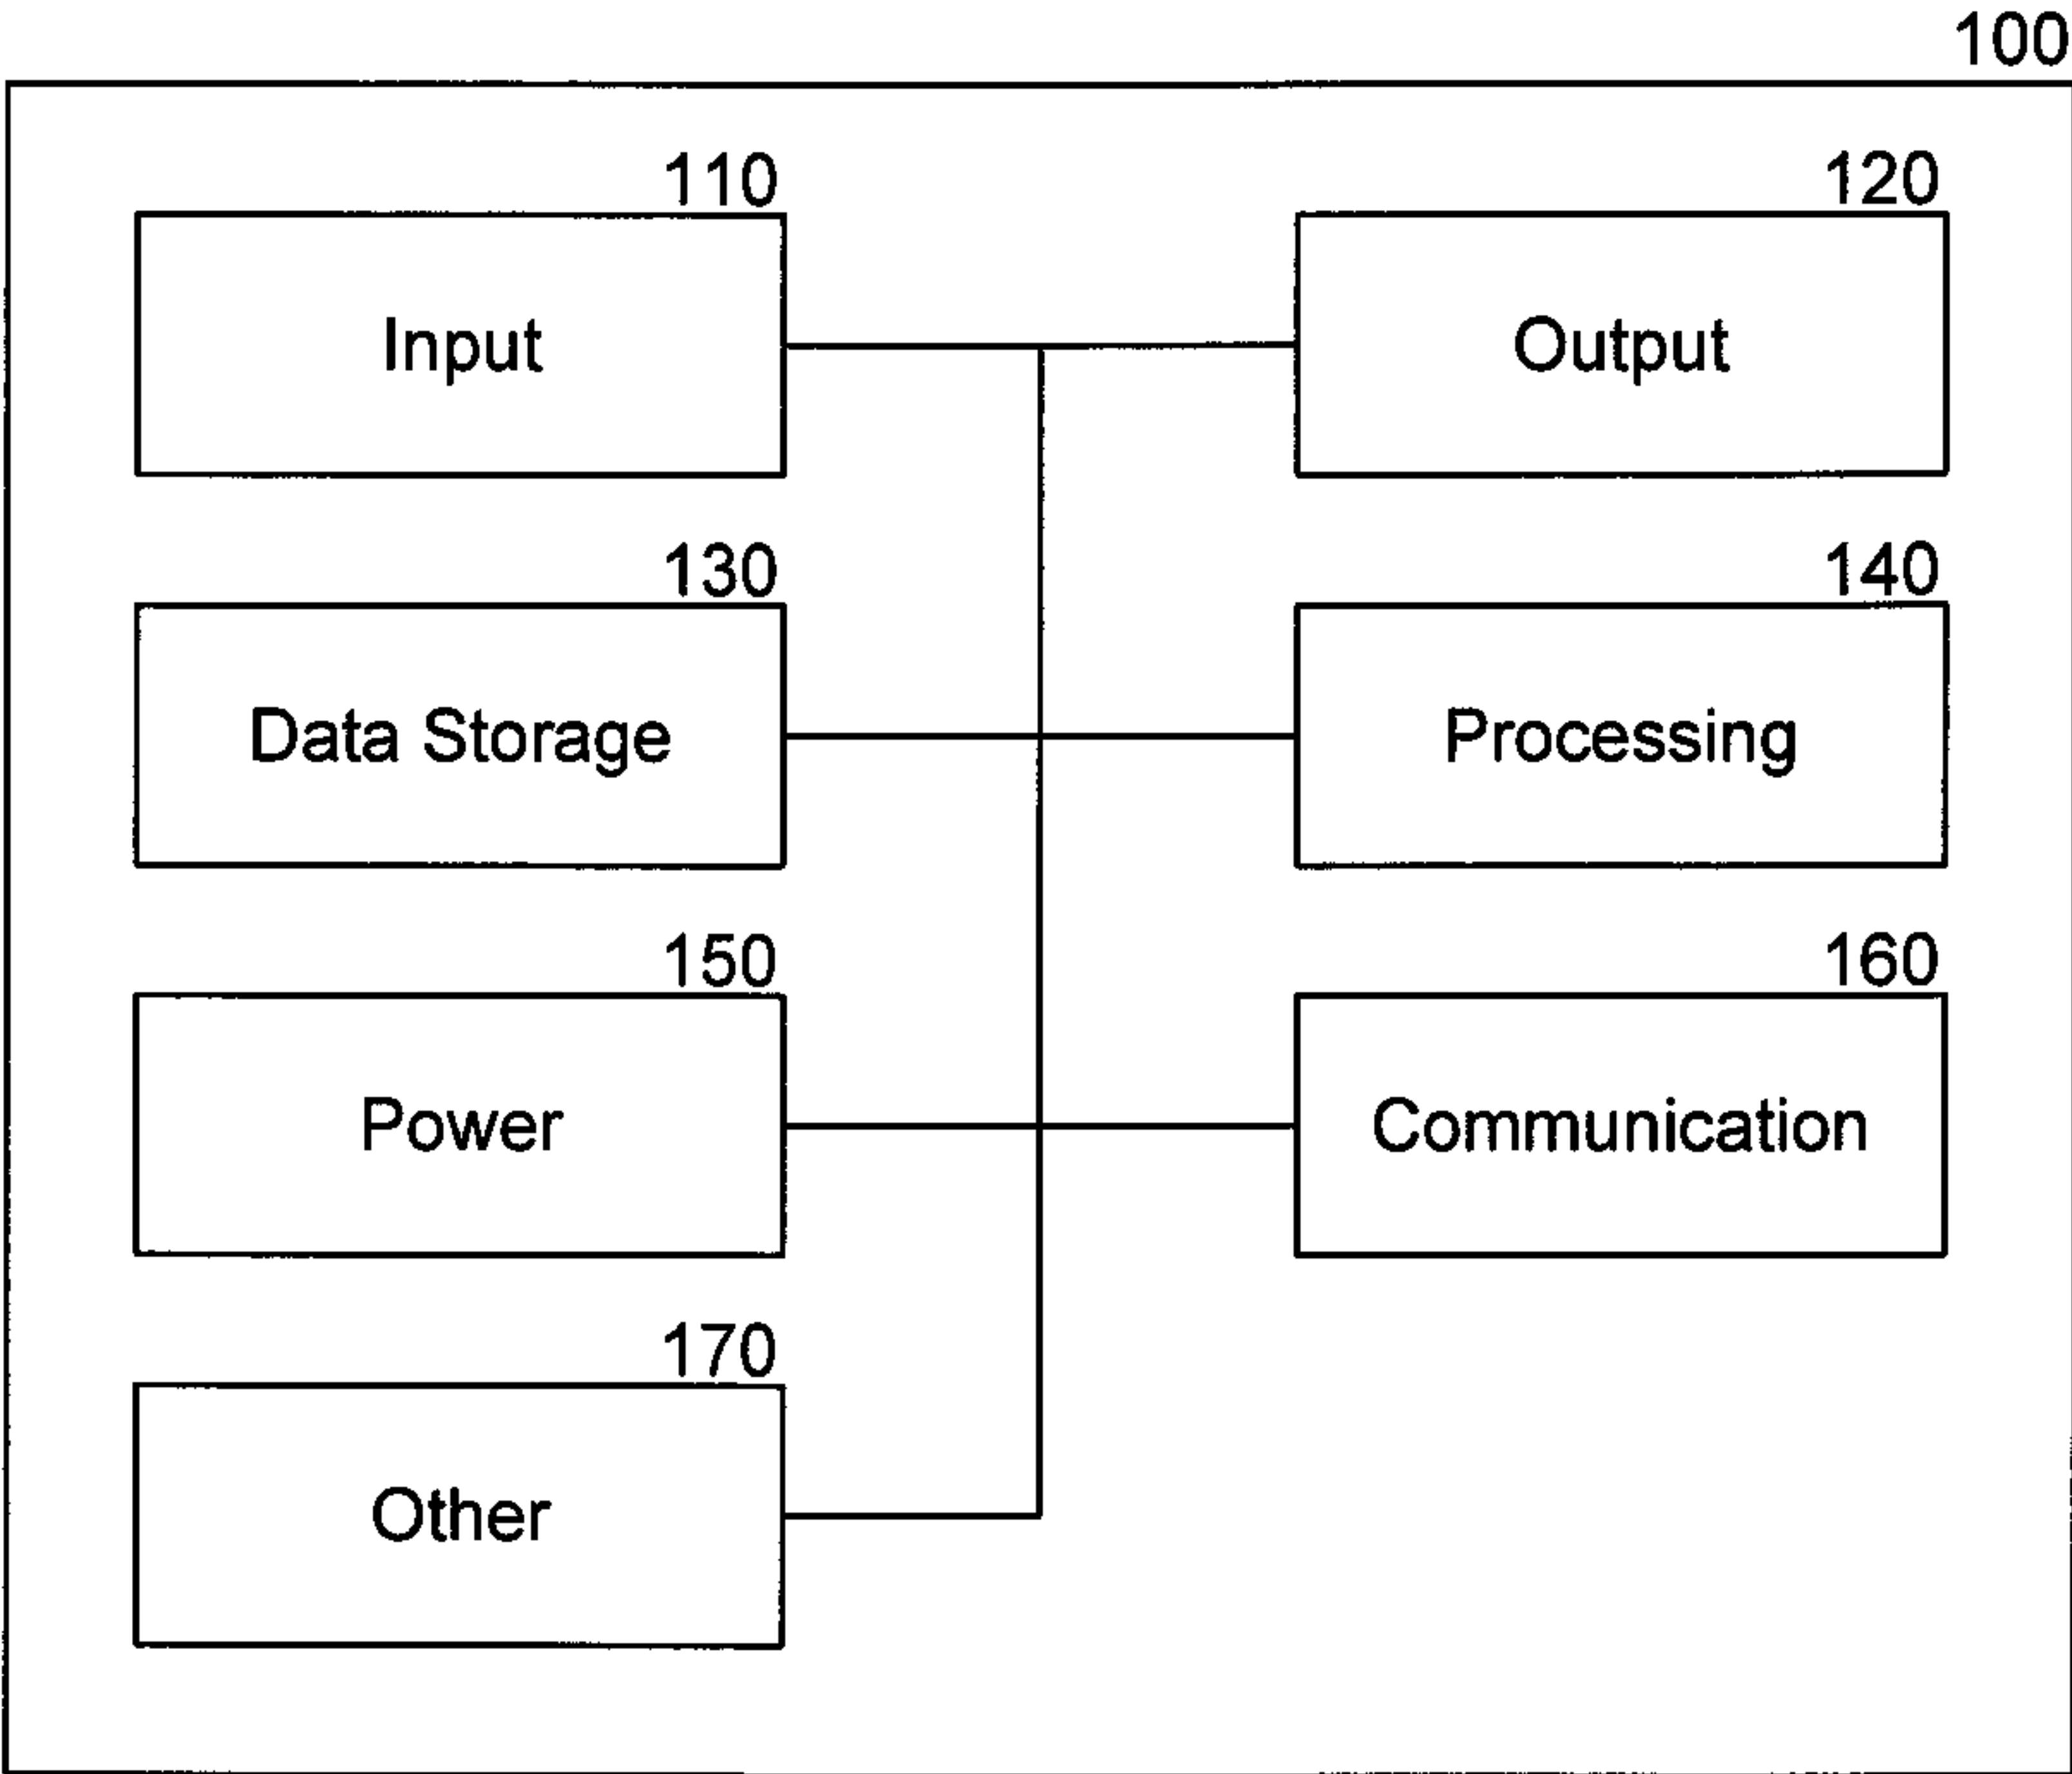 100
110
120
Input
Output
130
140
Data Storage
Processing
150
160
Power
Communication
170
Other